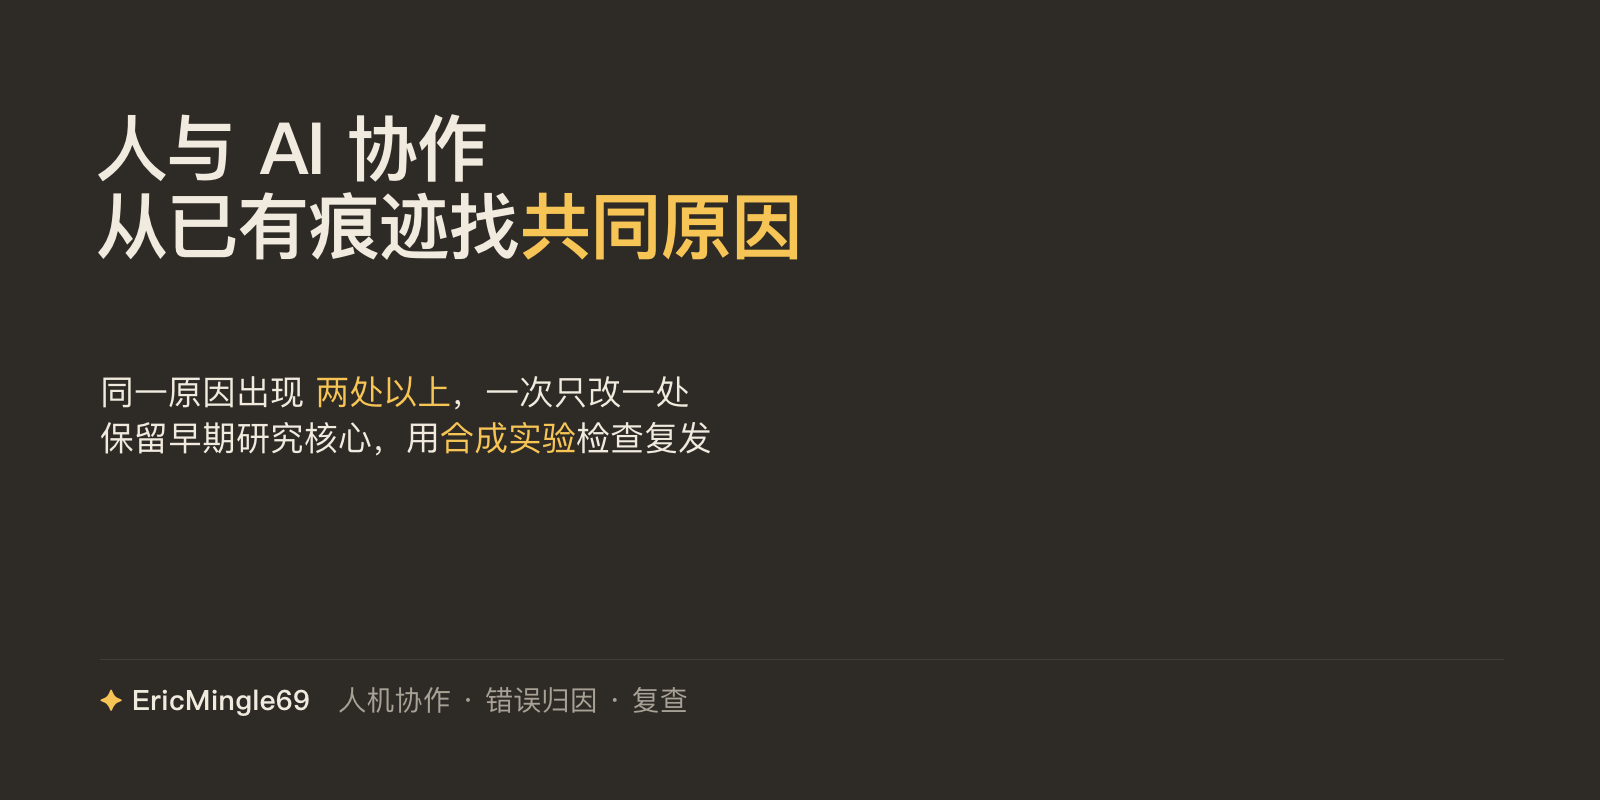 人与 AI 协作
从已有痕迹找共同原因
同一原因出现 两处以上，一次只改一处
保留早期研究核心，用合成实验检查复发
EricMingle69 人机协作 · 错误归因 · 复查